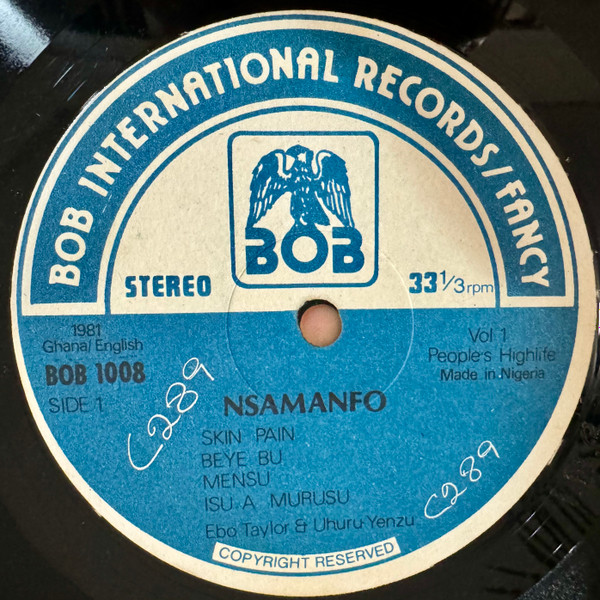 BOB INTERNATIONAL RECORDS/FANCY
BOB
STEREO
33 1/3 rpm
1981
Ghana/English
BOB 1008
SIDE 1
Vol 1
People's Highlife
Made in Nigeria
C289
NSAMANFO
SKIN PAIN
BEYE BU
MENSU
ISU A MURUSU
Ebo Taylor & Uhuru Yenzu
C289
COPYRIGHT RESERVED